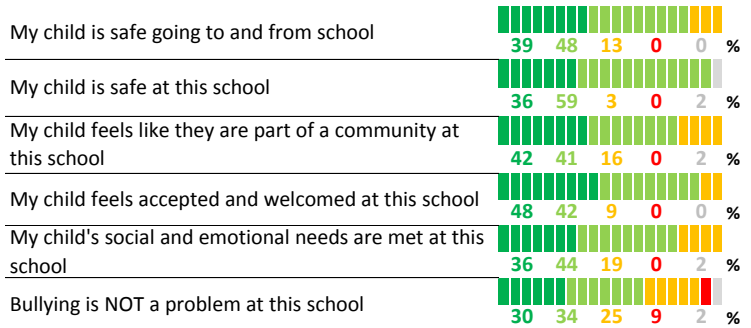 My child is safe going to and from school
39 48 13 0 0 %
My child is safe at this school
36 59 3 0 2 %
My child feels like they are part of a community at
this school
42 41 16 0 2 %
My child feels accepted and welcomed at this school
48 42 9 0 0 %
My child's social and emotional needs are met at this
school
36 44 19 0 2 %
Bullying is NOT a problem at this school
30 34 25 9 2 %